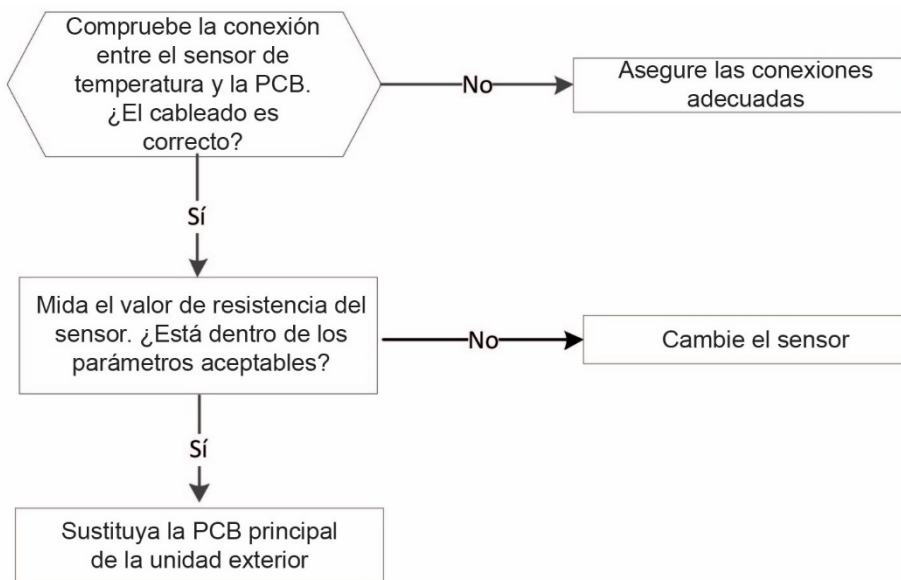 Compruebe la conexión
entre el sensor de
temperatura y la PCB.
¿El cableado es
correcto?
No
Asegure las conexiones
adecuadas
Sí
Mida el valor de resistencia del
sensor. ¿Está dentro de los
parámetros aceptables?
No
Cambie el sensor
Sí
Sustituya la PCB principal
de la unidad exterior